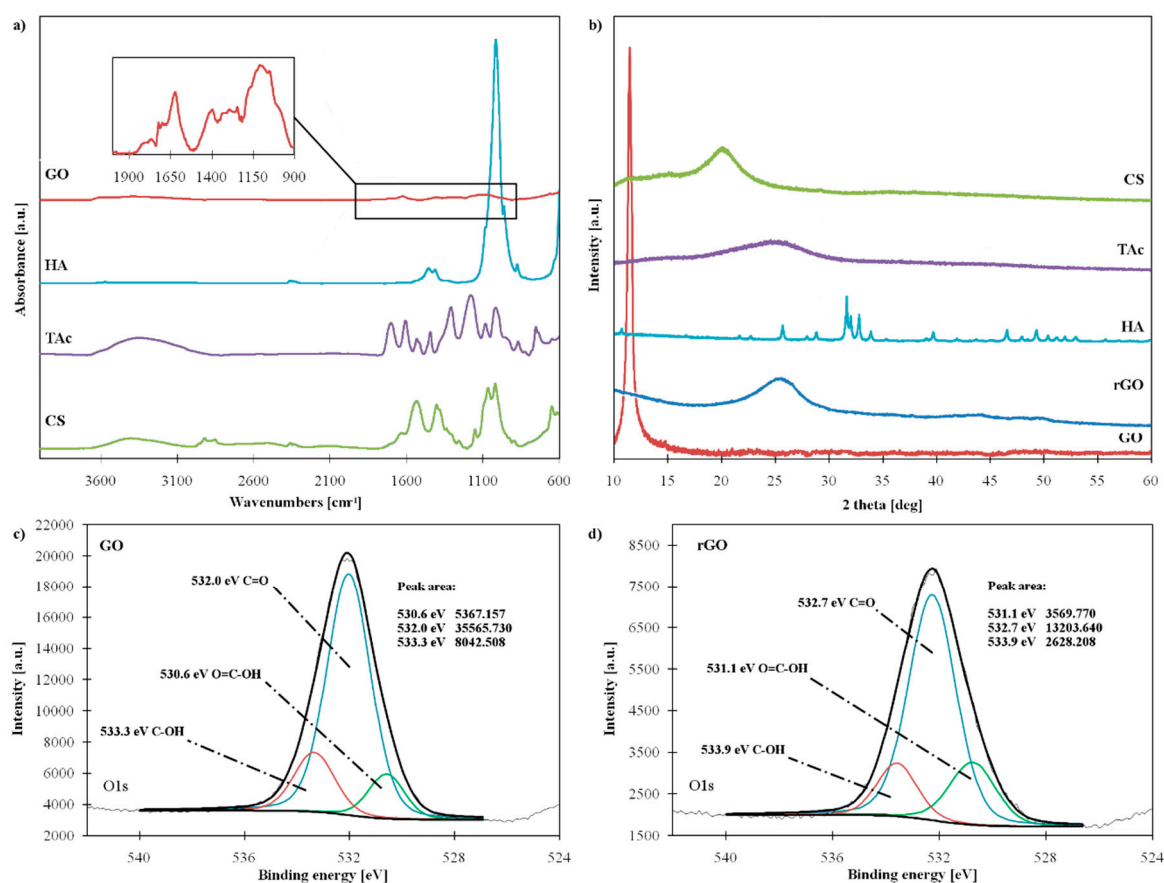 a)
GO
HA
TAc
CS
1900 1650 1400 1150 900
Absorbance [a.u.]
3600 3100 2600 2100 1600 1100 600
Wavenumbers [cm⁻¹]
b)
CS
TAc
HA
rGO
GO
Intensity [a.u.]
10 15 20 25 30 35 40 45 50 55 60
2 theta [deg]
c)
GO
22000
20000
18000
16000
14000
12000
10000
8000
6000
4000
2000
Intensity [a.u.]
532.0 eV C=O
530.6 eV O=C-OH
533.3 eV C-OH
O1s
Peak area:
530.6 eV 5367.157
532.0 eV 35565.730
533.3 eV 8042.508
540 536 532 528 524
Binding energy [eV]
d)
rGO
8500
7500
6500
5500
4500
3500
2500
1500
Intensity [a.u.]
532.7 eV C=O
531.1 eV O=C-OH
533.9 eV C-OH
O1s
Peak area:
531.1 eV 3569.770
532.7 eV 13203.640
533.9 eV 2628.208
540 536 532 528 524
Binding energy [eV]